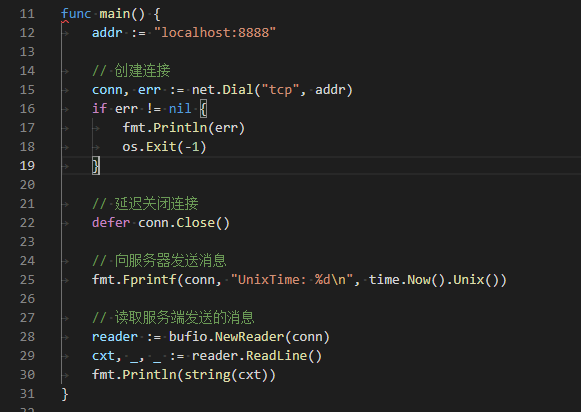 11 func main() {
12     addr := "localhost:8888"
13
14     // 创建连接
15     conn, err := net.Dial("tcp", addr)
16     if err != nil {
17         fmt.Println(err)
18         os.Exit(-1)
19     }
20
21     // 延迟关闭连接
22     defer conn.Close()
23
24     // 向服务器发送消息
25     fmt.Fprintf(conn, "UnixTime: %d\n", time.Now().Unix())
26
27     // 读取服务端发送的消息
28     reader := bufio.NewReader(conn)
29     cxt, _, _ := reader.ReadLine()
30     fmt.Println(string(cxt))
31 }